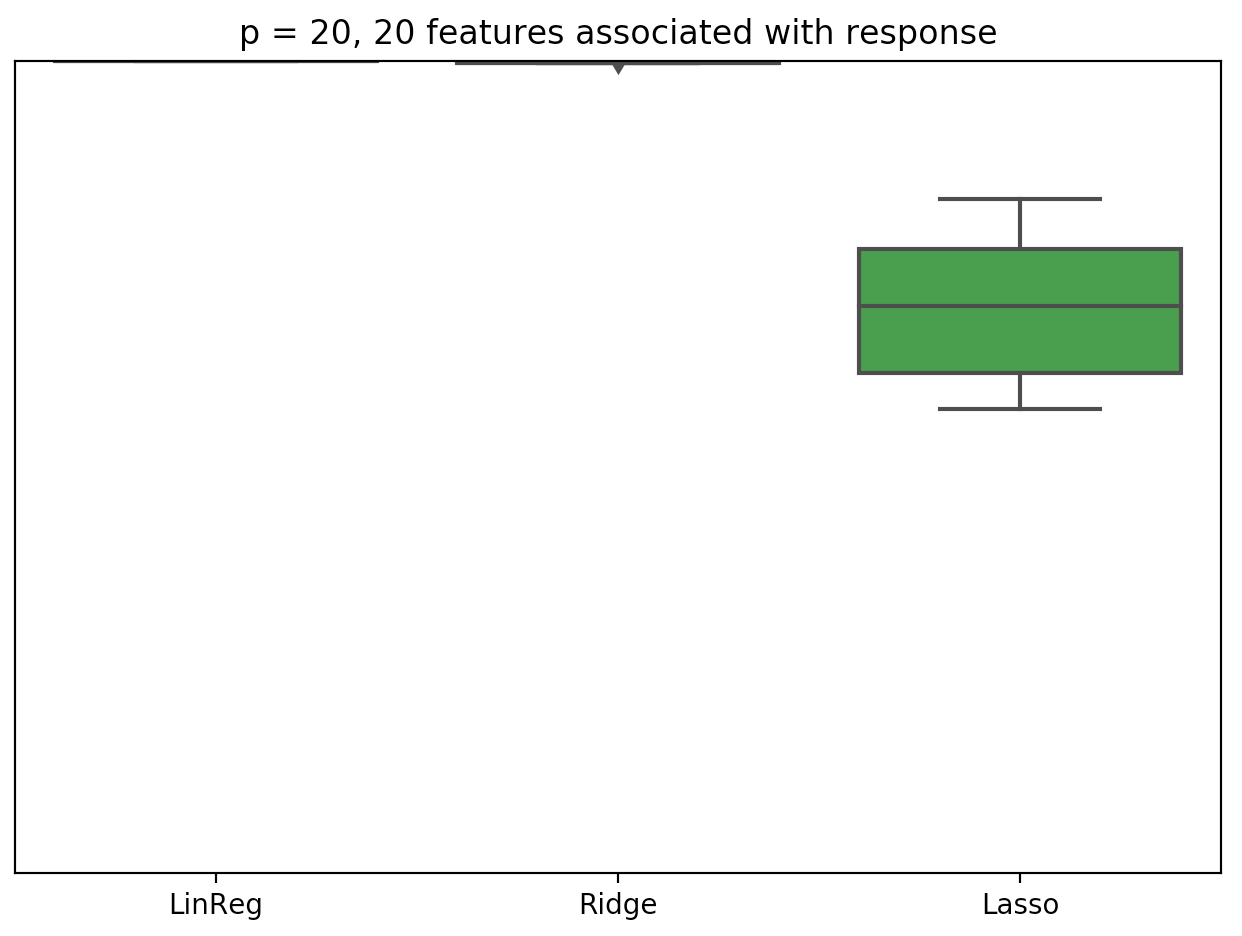 p = 20, 20 features associated with response
LinReg Ridge Lasso